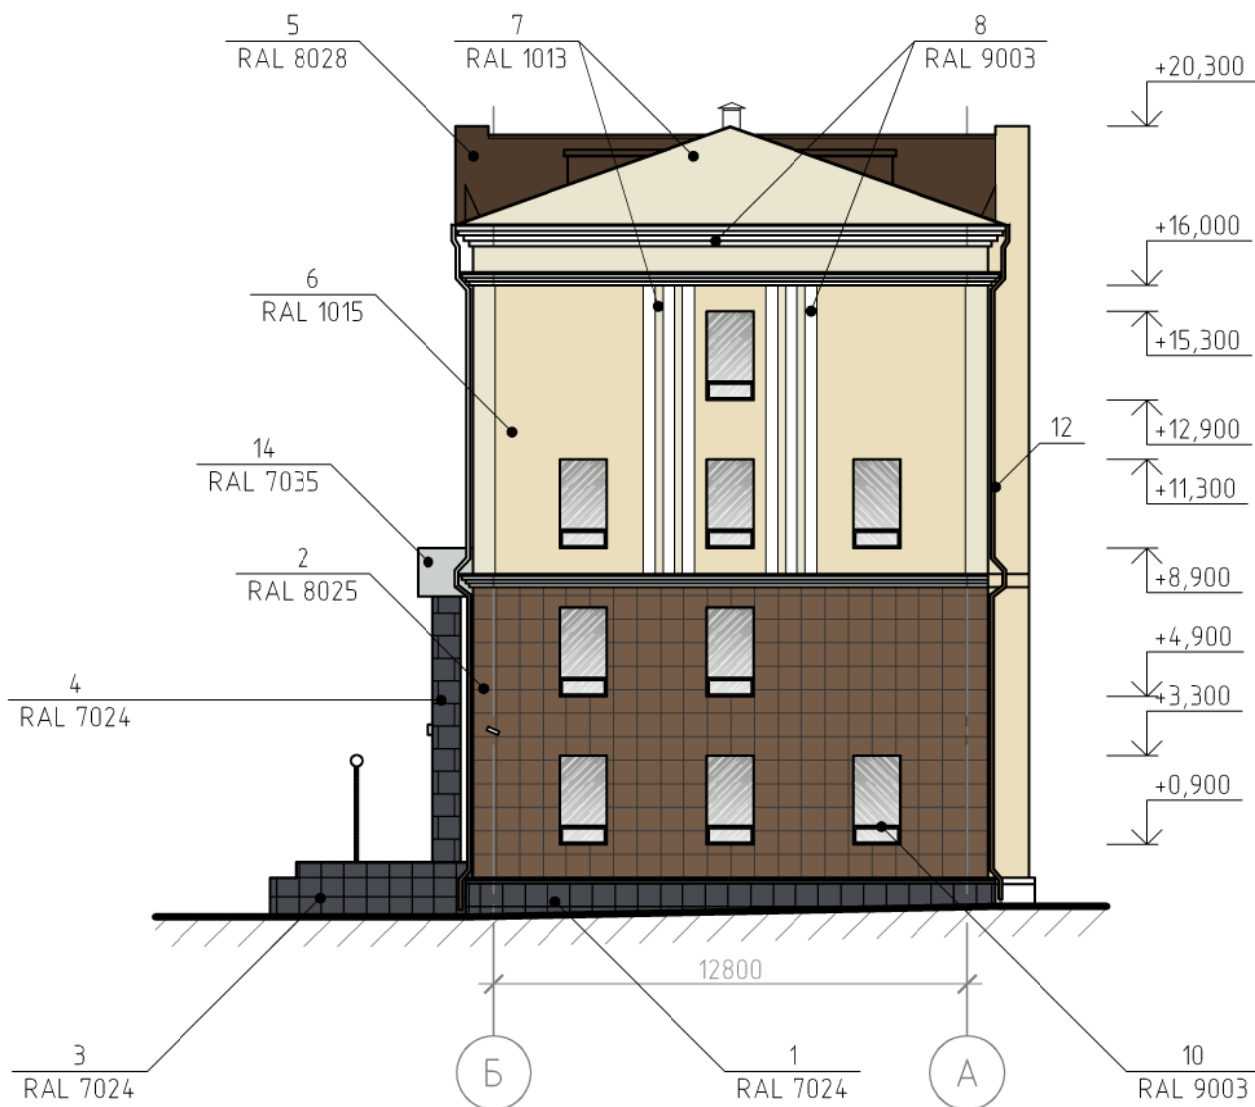 5
RAL 8028
7
RAL 1013
8
RAL 9003
+20,300
+16,000
6
RAL 1015
+15,300
+12,900
12
14
RAL 7035
+11,300
2
RAL 8025
+8,900
+4,900
4
RAL 7024
+3,300
+0,900
12800
3
RAL 7024
Б
1
RAL 7024
А
10
RAL 9003